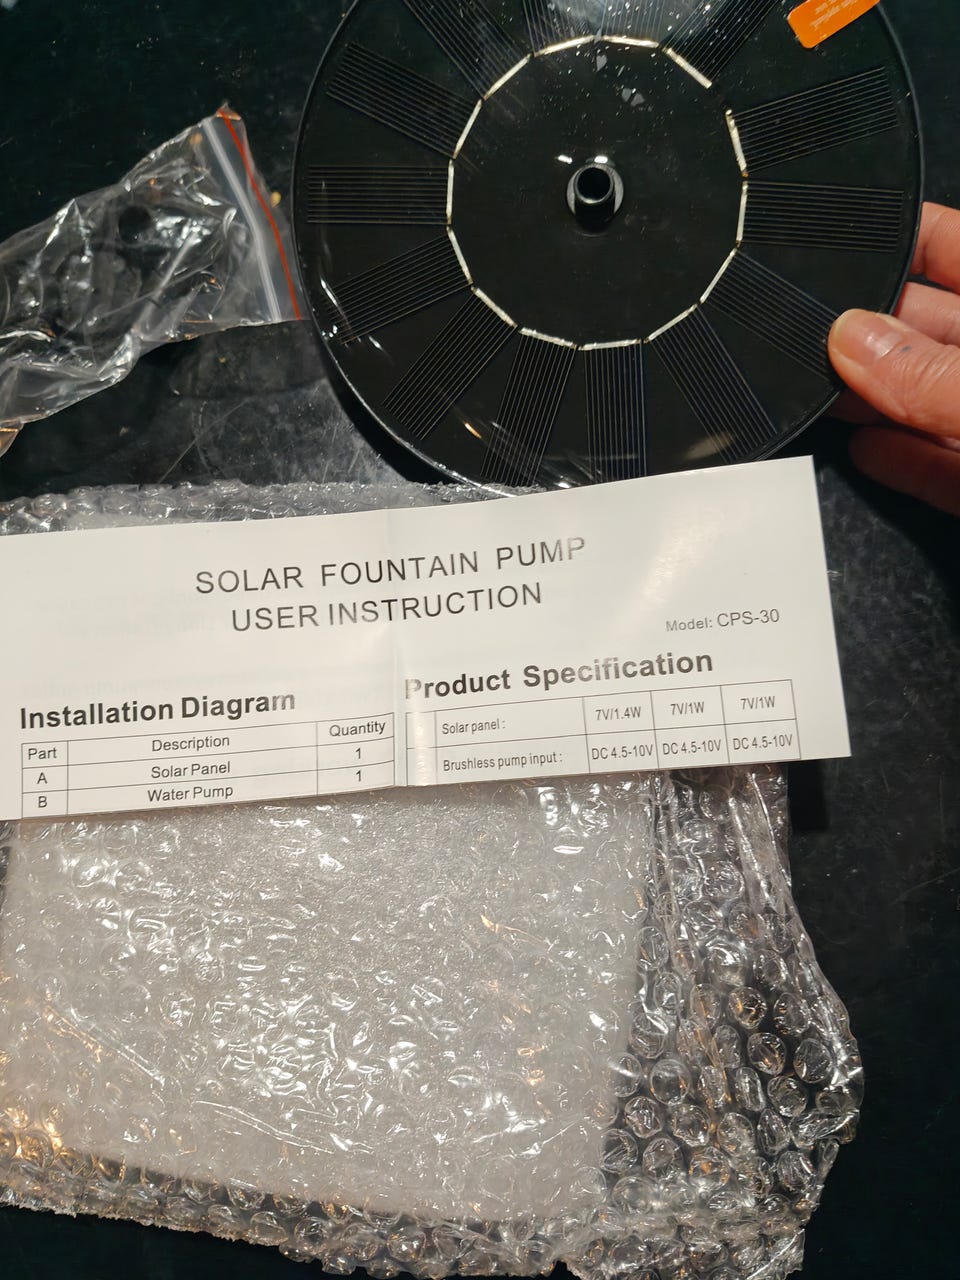 SOLAR FOUNTAIN PUMP
USER INSTRUCTION
Model: CPS-30
Installation Diagram
Part Description Quantity
A Solar Panel 1
B Water Pump 1
Product Specification
Solar panel : 7V/1.4W 7V/1W 7V/1W
Brushless pump input : DC 4.5-10V DC 4.5-10V DC 4.5-10V